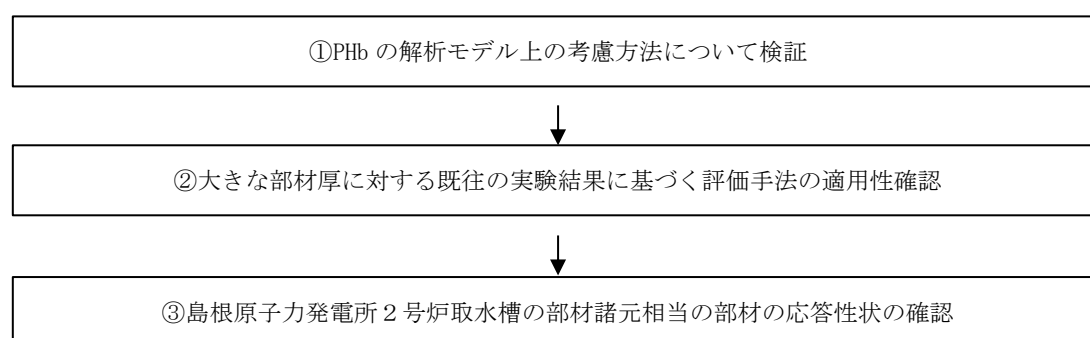 ①PHb の解析モデル上の考慮方法について検証
②大きな部材厚に対する既往の実験結果に基づく評価手法の適用性確認
③島根原子力発電所２号炉取水槽の部材諸元相当の部材の応答性状の確認